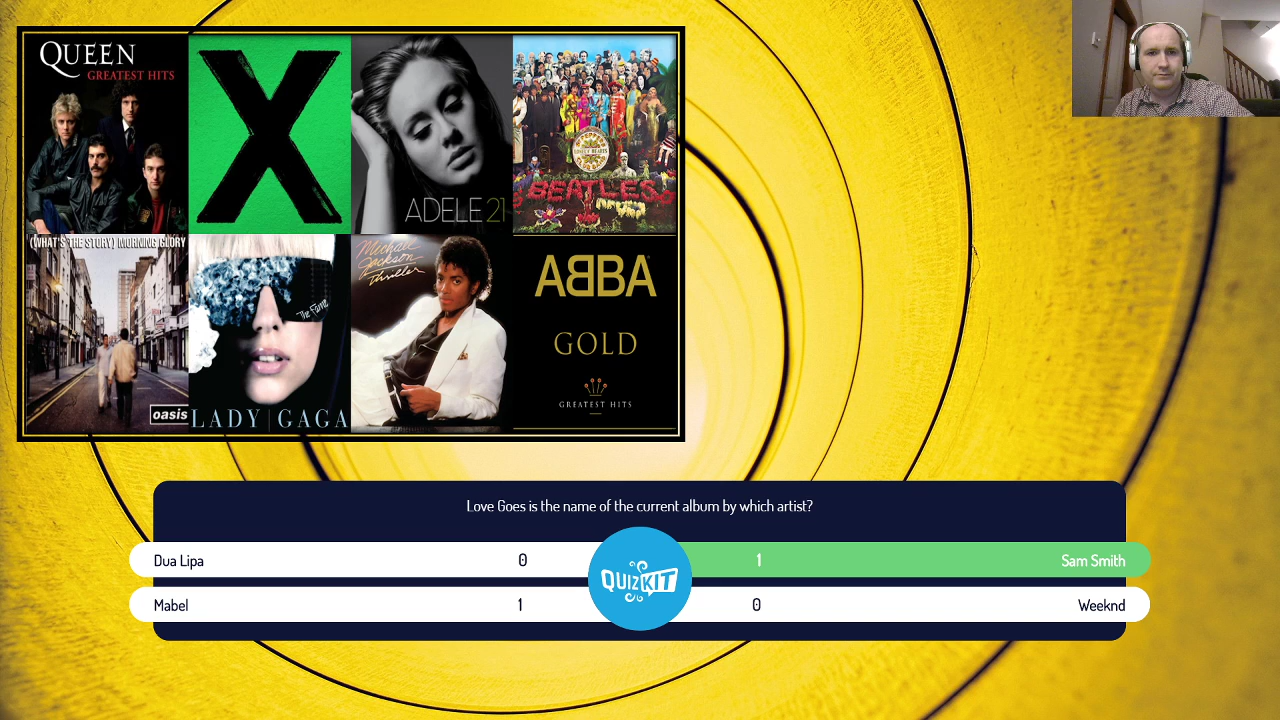 QUEEN
GREATEST HITS
X
ADELE 21
LONELY HEARTS
BEATLES
(WHAT'S THE STORY) MORNING GLORY
oasis
The Fame
LADY | GAGA
Michael
Jackson
Thriller
ABBA
GOLD
GREATEST HITS
Love Goes is the name of the current album by which artist?
Dua Lipa 0
1 Sam Smith
QUIZKIT
Mabel 1
0 Weeknd